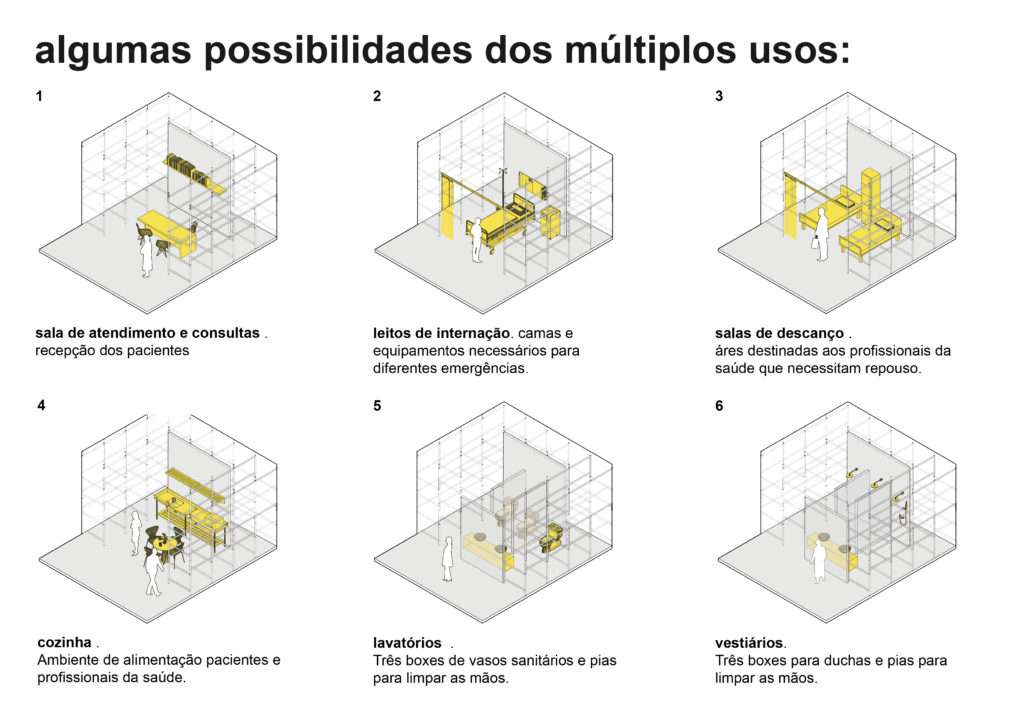 algumas possibilidades dos múltiplos usos:
1
sala de atendimento e consultas .
recepção dos pacientes
2
leitos de internação. camas e
equipamentos necessários para
diferentes emergências.
3
salas de descanço .
áres destinadas aos profissionais da
saúde que necessitam repouso.
4
cozinha .
Ambiente de alimentação pacientes e
profissionais da saúde.
5
lavatórios .
Três boxes de vasos sanitários e pias
para limpar as mãos.
6
vestiários.
Três boxes para duchas e pias para
limpar as mãos.